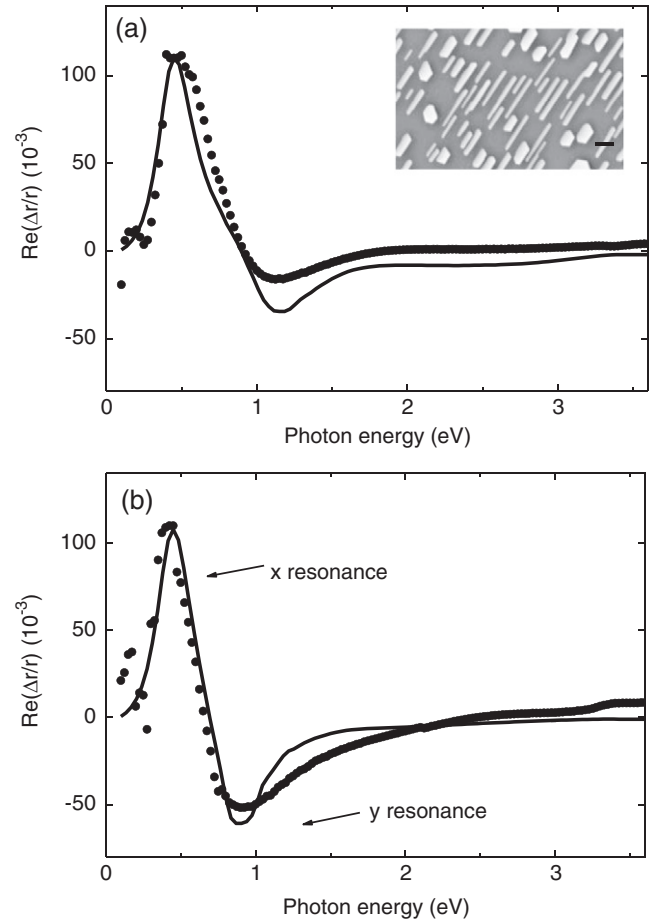 (a)
100
50
0
-50
Re(Δr/r) (10⁻³)
0 1 2 3
Photon energy (eV)
(b)
100
50
0
-50
Re(Δr/r) (10⁻³)
x resonance
y resonance
0 1 2 3
Photon energy (eV)